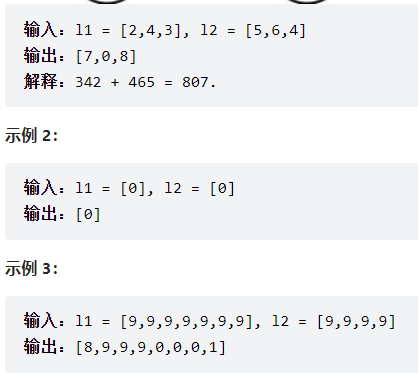 输入：l1 = [2,4,3], l2 = [5,6,4]
输出：[7,0,8]
解释：342 + 465 = 807.
示例 2：
输入：l1 = [0], l2 = [0]
输出：[0]
示例 3：
输入：l1 = [9,9,9,9,9,9,9], l2 = [9,9,9,9]
输出：[8,9,9,9,0,0,0,1]